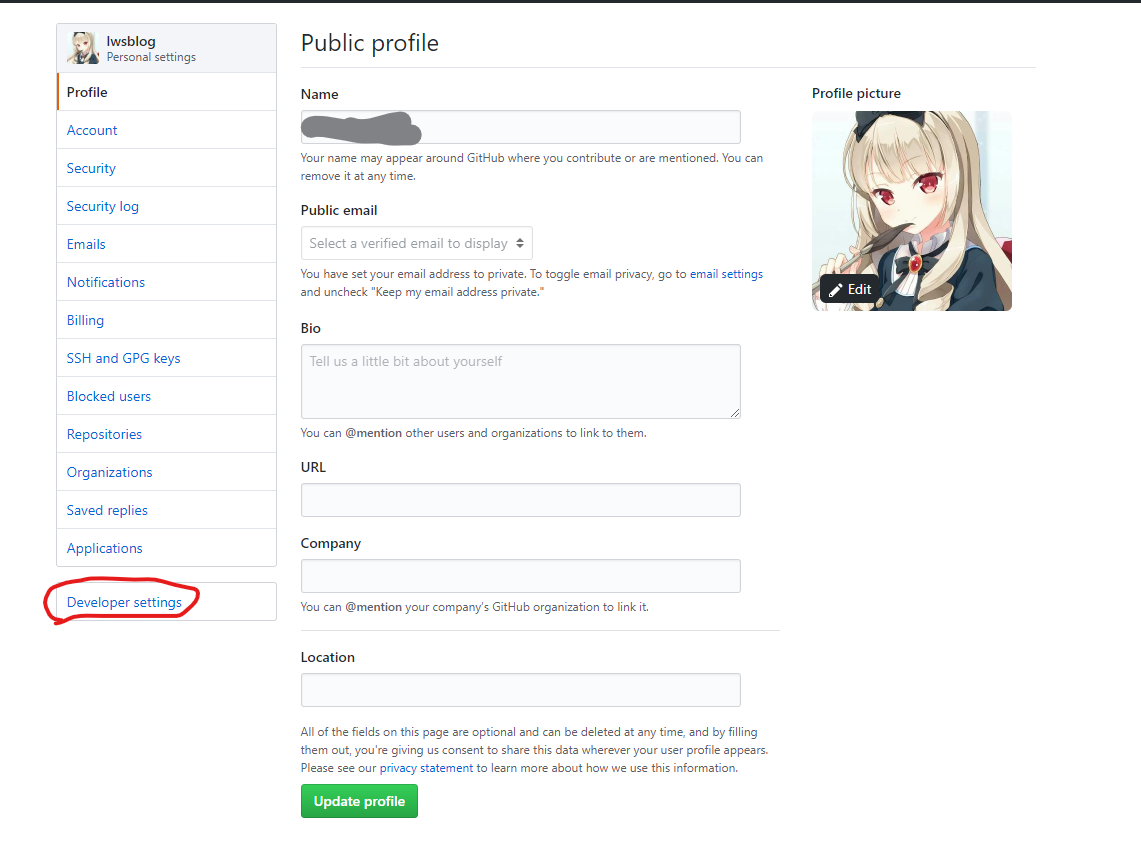 lwsblog
Personal settings
Profile
Account
Security
Security log
Emails
Notifications
Billing
SSH and GPG keys
Blocked users
Repositories
Organizations
Saved replies
Applications
Developer settings
Public profile
Name
Your name may appear around GitHub where you contribute or are mentioned. You can
remove it at any time.
Public email
Select a verified email to display
You have set your email address to private. To toggle email privacy, go to email settings
and uncheck "Keep my email address private."
Bio
Tell us a little bit about yourself
You can @mention other users and organizations to link to them.
URL
Company
You can @mention your company's GitHub organization to link it.
Location
All of the fields on this page are optional and can be deleted at any time, and by filling
them out, you're giving us consent to share this data wherever your user profile appears.
Please see our privacy statement to learn more about how we use this information.
Update profile
Profile picture
Edit